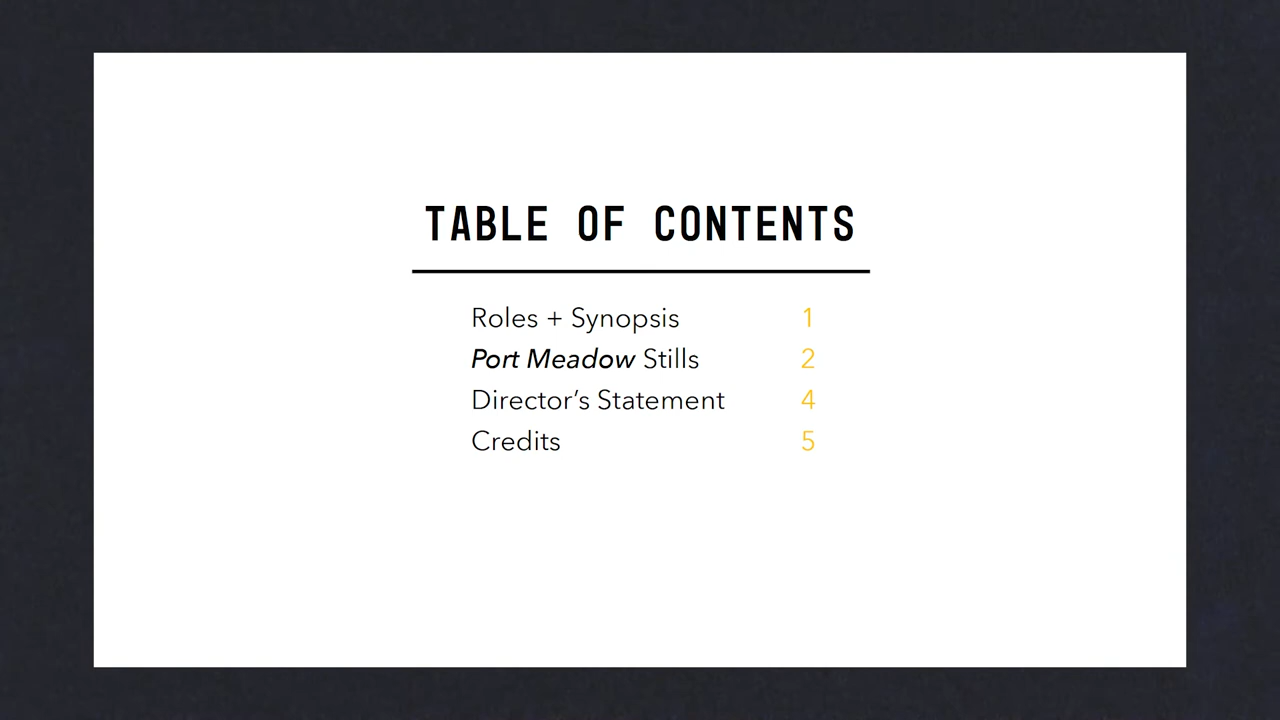 TABLE OF CONTENTS
Roles + Synopsis 1
Port Meadow Stills 2
Director’s Statement 4
Credits 5